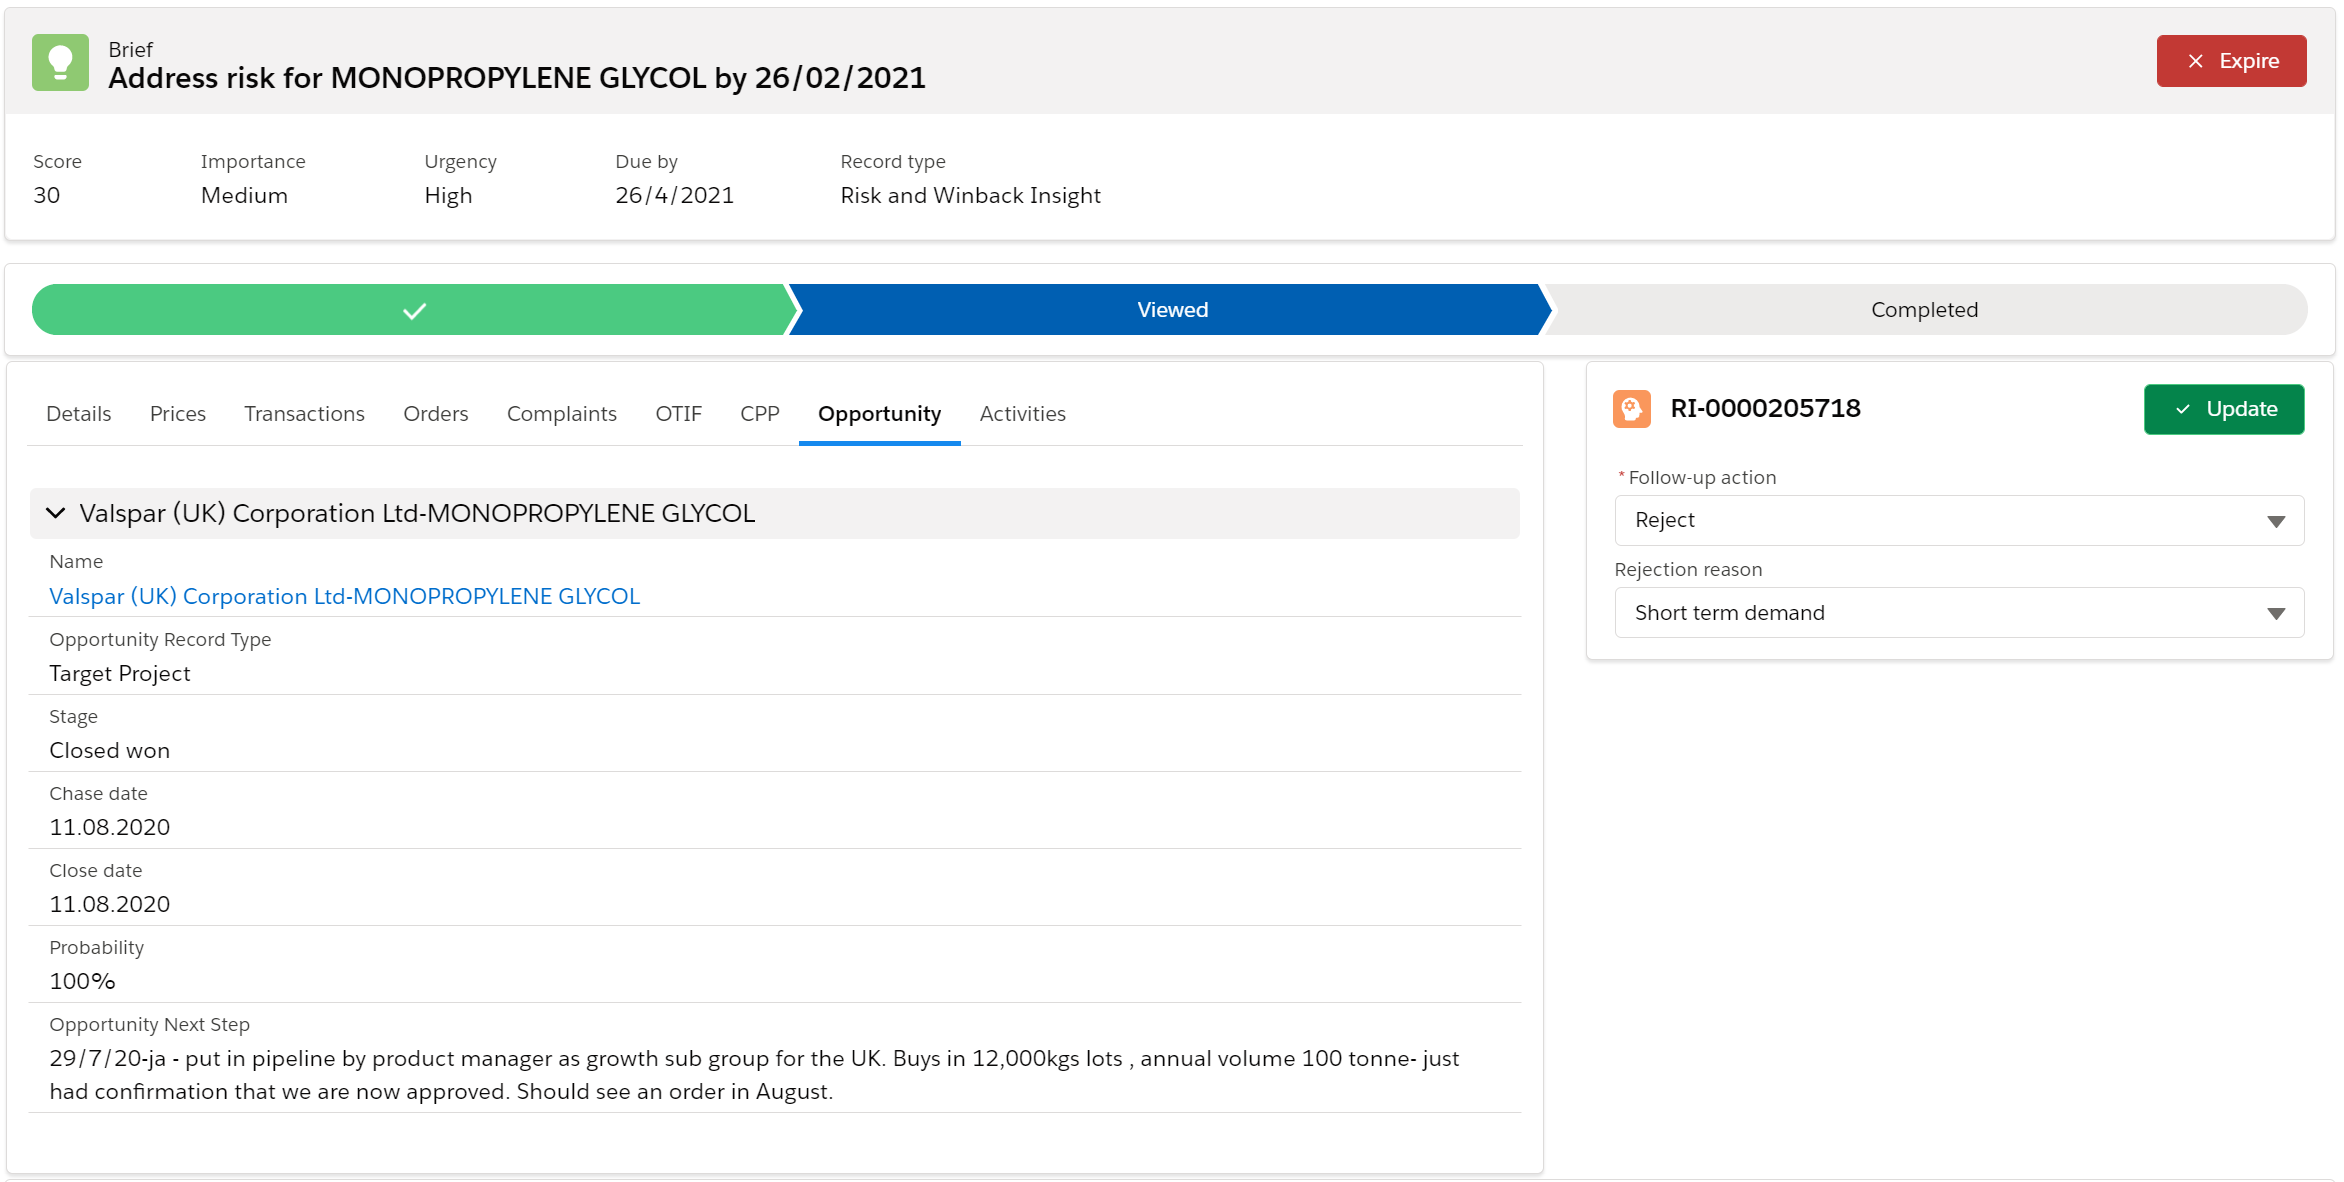 Brief
Address risk for MONOPROPYLENE GLYCOL by 26/02/2021
Expire
Score
Importance
Urgency
Due by
Record type
30
Medium
High
26/4/2021
Risk and Winback Insight
Viewed
Completed
Details
Prices
Transactions
Orders
Complaints
OTIF
CPP
Opportunity
Activities
Valspar (UK) Corporation Ltd-MONOPROPYLENE GLYCOL
Name
Valspar (UK) Corporation Ltd-MONOPROPYLENE GLYCOL
Opportunity Record Type
Target Project
Stage
Closed won
Chase date
11.08.2020
Close date
11.08.2020
Probability
100%
Opportunity Next Step
29/7/20-ja - put in pipeline by product manager as growth sub group for the UK. Buys in 12,000kgs lots , annual volume 100 tonne- just
had confirmation that we are now approved. Should see an order in August.
RI-0000205718
Update
* Follow-up action
Reject
Rejection reason
Short term demand